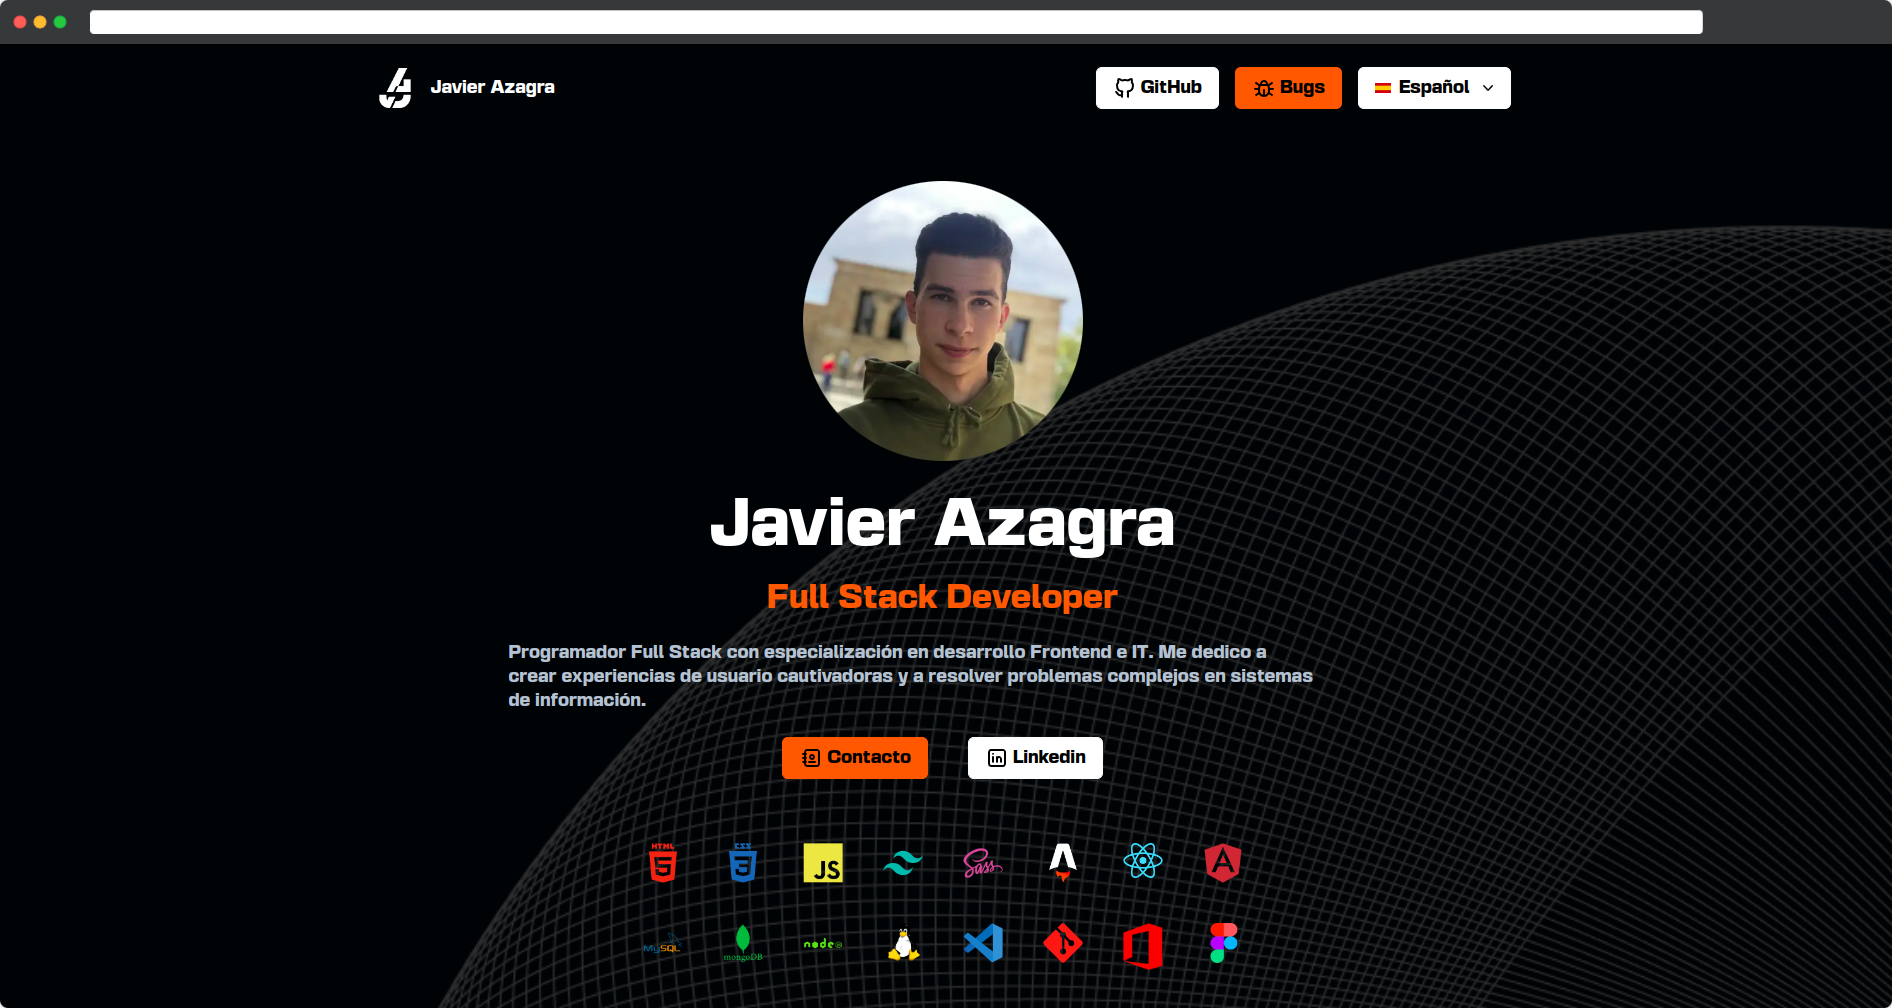 Javier Azagra
GitHub
Bugs
Español
Javier Azagra
Full Stack Developer
Programador Full Stack con especialización en desarrollo Frontend e IT. Me dedico a
crear experiencias de usuario cautivadoras y a resolver problemas complejos en sistemas
de información.
Contacto
Linkedin
HTML
CSS
JS
Sass
MySQL
mongoDB
node